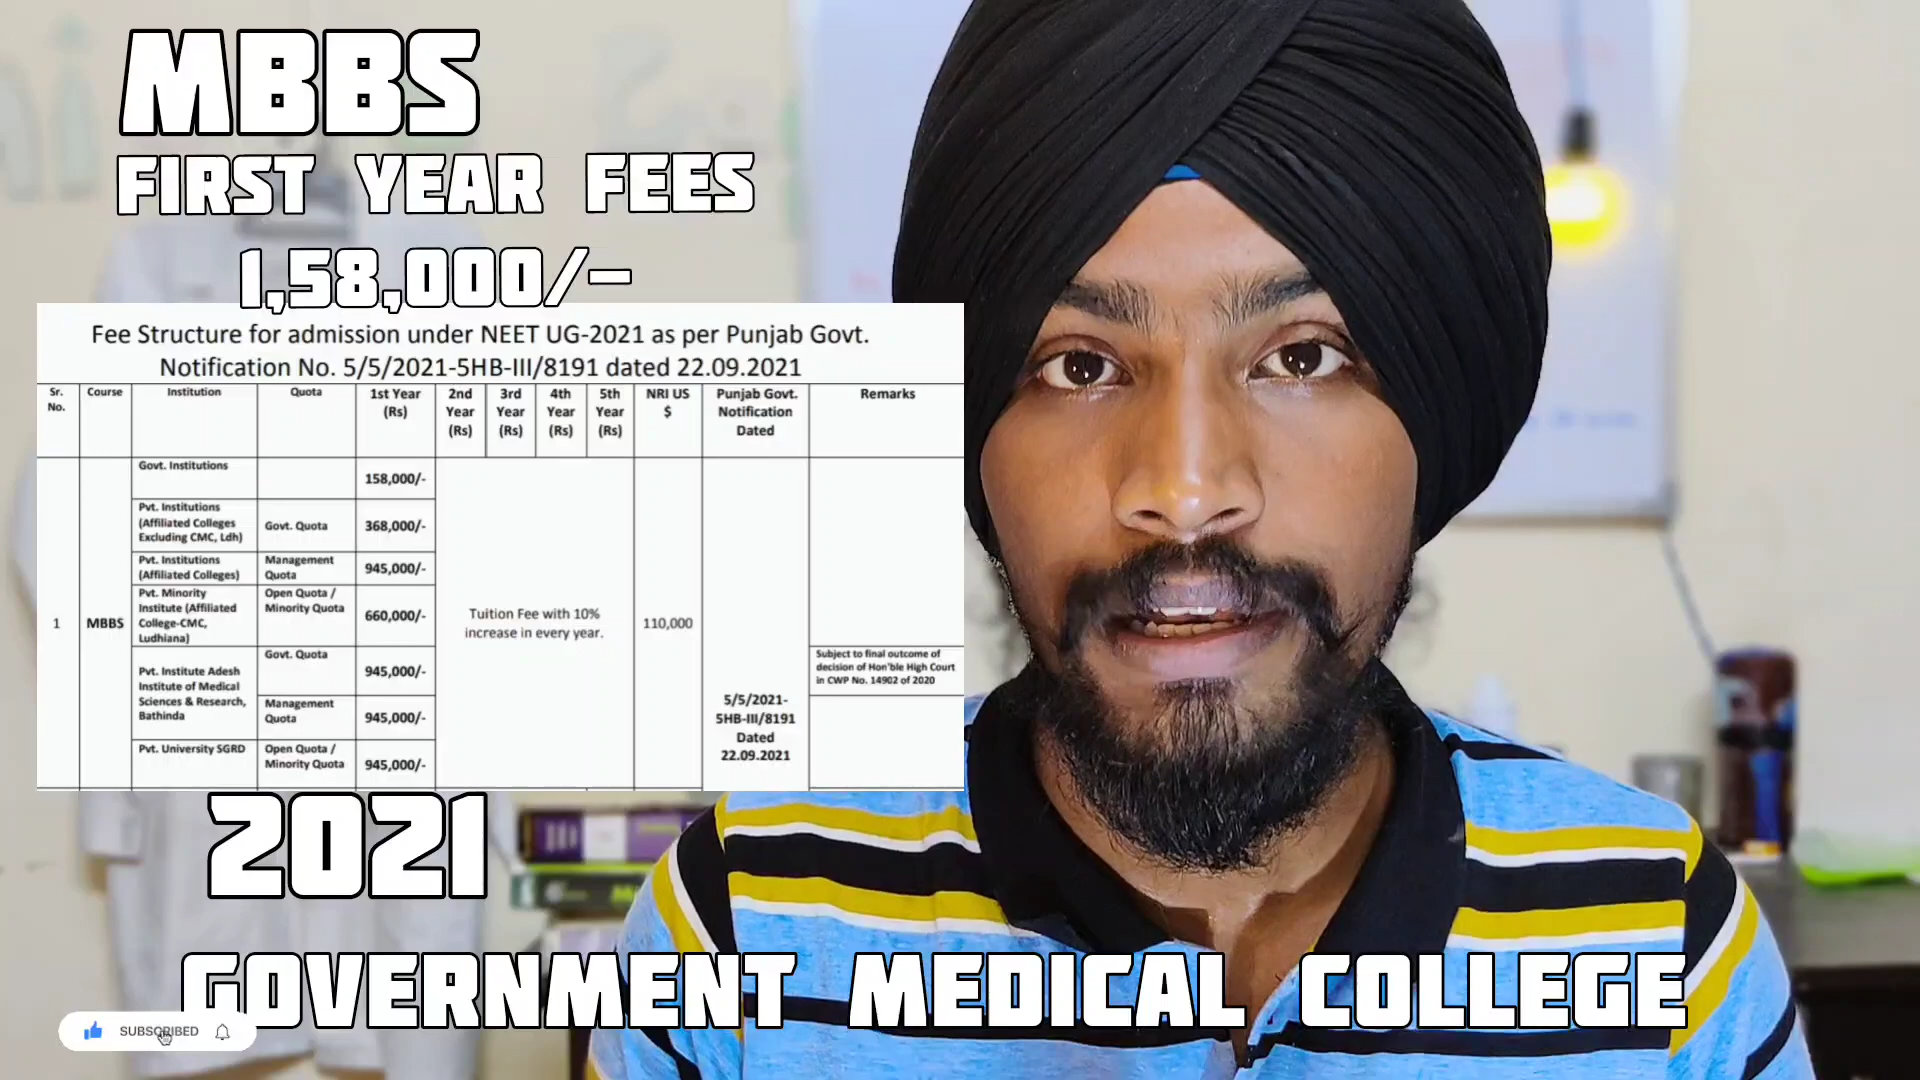 MBBS
FIRST YEAR FEES
1,58,000/-
Fee Structure for admission under NEET UG-2021 as per Punjab Govt.
Notification No. 5/5/2021-5HB-III/8191 dated 22.09.2021
Sr. No. Course Institution Quota 1st Year (Rs) 2nd Year (Rs) 3rd Year (Rs) 4th Year (Rs) 5th Year (Rs) NRI US $ Punjab Govt. Notification Dated Remarks
Govt. Institutions 158,000/-
Pvt. Institutions (Affiliated Colleges Excluding CMC, Ldh) Govt. Quota 368,000/-
Pvt. Institutions (Affiliated Colleges) Management Quota 945,000/-
Pvt. Minority Institute (Affiliated College-CMC, Ludhiana) Open Quota / Minority Quota 660,000/-
1 MBBS Tuition Fee with 10% increase in every year. 110,000
Pvt. Institute Adesh Institute of Medical Sciences & Research, Bathinda Govt. Quota 945,000/- Subject to final outcome of decision of Hon'ble High Court in CWP No. 14902 of 2020
Management Quota 945,000/-
5/5/2021-5HB-III/8191 Dated 22.09.2021
Pvt. University SGRD Open Quota / Minority Quota 945,000/-
2021
GOVERNMENT MEDICAL COLLEGE
SUBSCRIBED